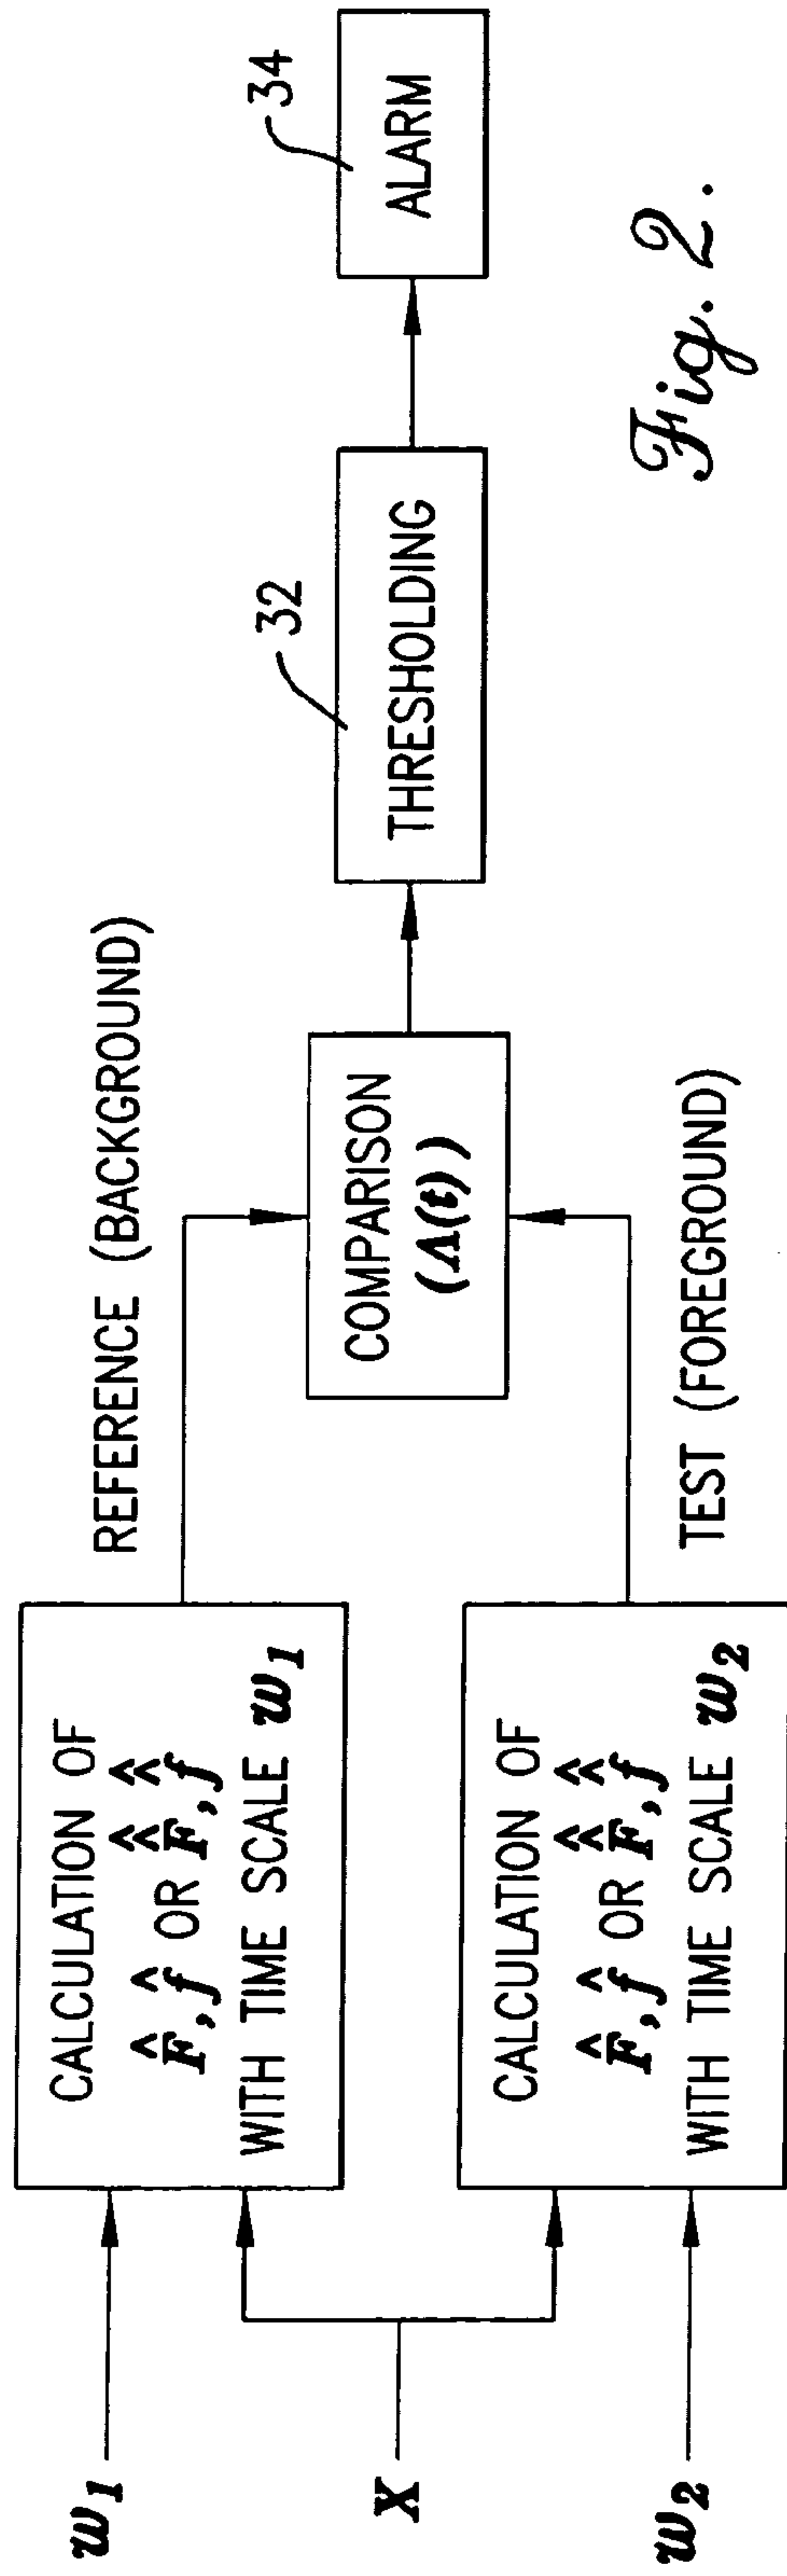 w₁
X
w₂
CALCULATION OF
F̂, f̂ OR F̂̂, f̂̂
WITH TIME SCALE w₁
CALCULATION OF
F̂, f̂ OR F̂̂, f̂̂
WITH TIME SCALE w₂
REFERENCE (BACKGROUND)
TEST (FOREGROUND)
COMPARISON
(Λ(t))
THRESHOLDING
32
ALARM
34
Fig. 2.